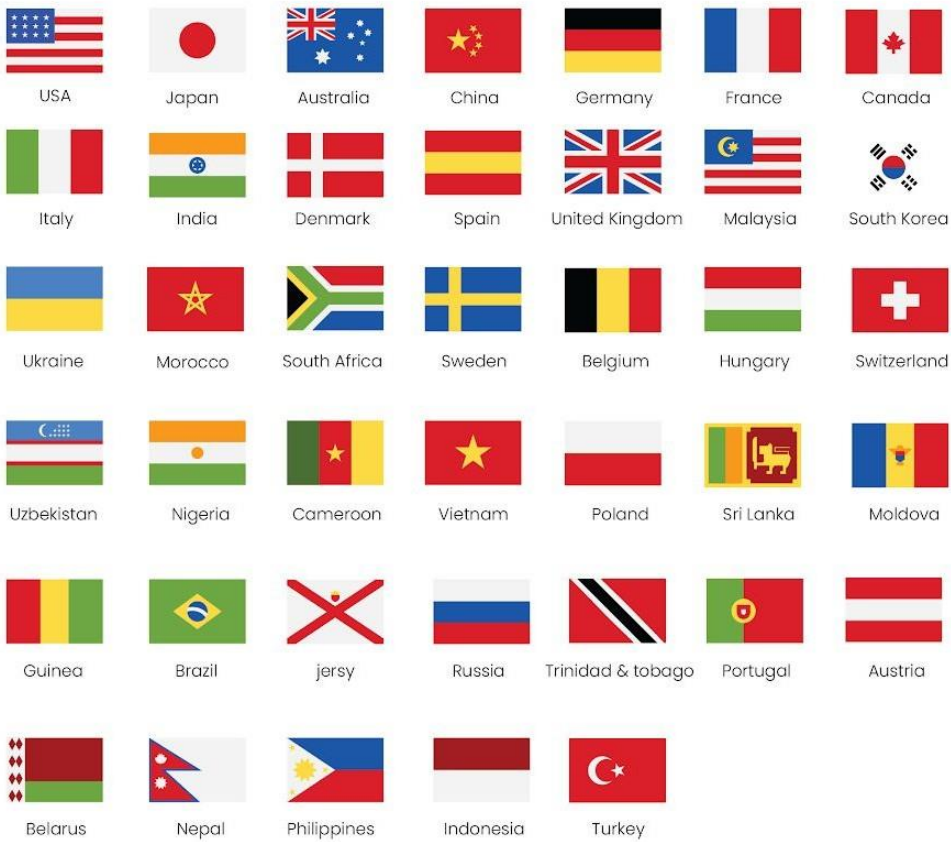 USA
Japan
Australia
China
Germany
France
Canada
Italy
India
Denmark
Spain
United Kingdom
Malaysia
South Korea
Ukraine
Morocco
South Africa
Sweden
Belgium
Hungary
Switzerland
Uzbekistan
Nigeria
Cameroon
Vietnam
Poland
Sri Lanka
Moldova
Guinea
Brazil
jersy
Russia
Trinidad & tobago
Portugal
Austria
Belarus
Nepal
Philippines
Indonesia
Turkey